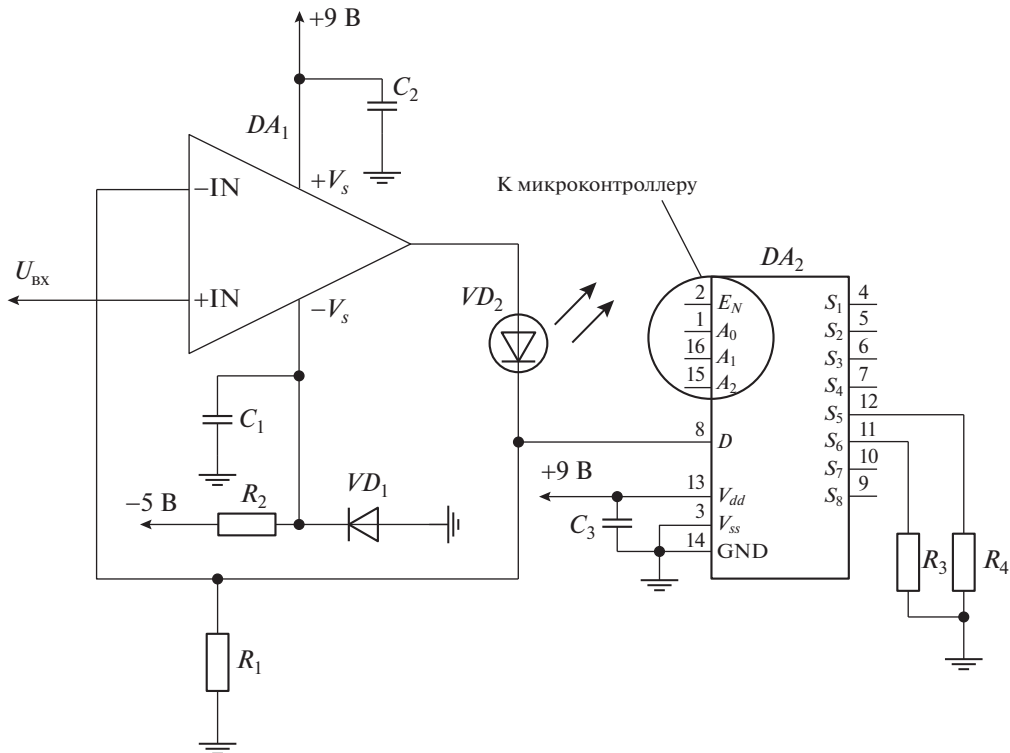 +9 В
C2
DA1
−IN
+Vs
К микроконтроллеру
Uвх
+IN
−Vs
VD2
DA2
2 EN
1 A0
16 A1
15 A2
8 D
13 Vdd
3 Vss
14 GND
S1 4
S2 5
S3 6
S4 7
S5 12
S6 11
S7 10
S8 9
C1
−5 В
R2
VD1
+9 В
C3
R3
R4
R1